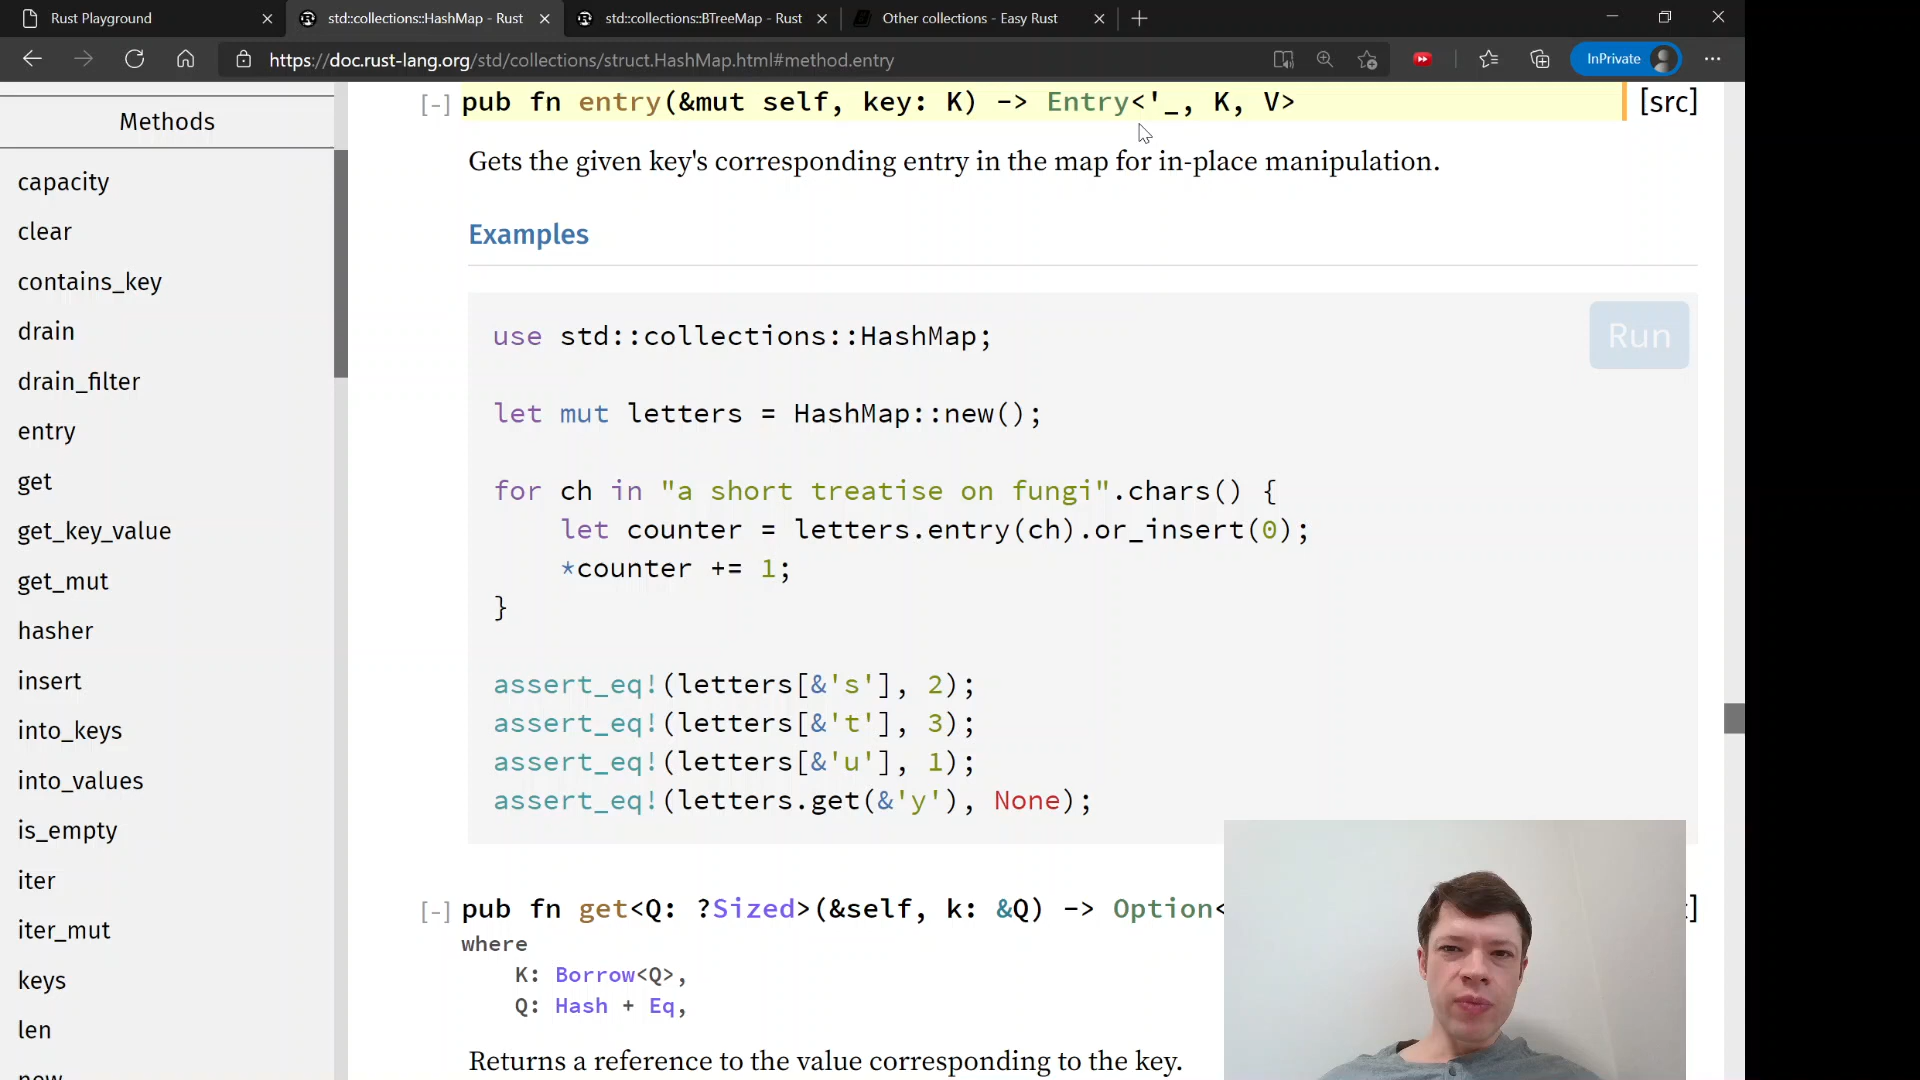 Rust Playground
std::collections::HashMap - Rust
std::collections::BTreeMap - Rust
Other collections - Easy Rust
https://doc.rust-lang.org/std/collections/struct.HashMap.html#method.entry
InPrivate
Methods
capacity
clear
contains_key
drain
drain_filter
entry
get
get_key_value
get_mut
hasher
insert
into_keys
into_values
is_empty
iter
iter_mut
keys
len
[-] pub fn entry(&mut self, key: K) -> Entry<'_, K, V> [src]
Gets the given key's corresponding entry in the map for in-place manipulation.
Examples
Run
use std::collections::HashMap;
let mut letters = HashMap::new();
for ch in "a short treatise on fungi".chars() {
    let counter = letters.entry(ch).or_insert(0);
    *counter += 1;
}
assert_eq!(letters[&'s'], 2);
assert_eq!(letters[&'t'], 3);
assert_eq!(letters[&'u'], 1);
assert_eq!(letters.get(&'y'), None);
[-] pub fn get<Q: ?Sized>(&self, k: &Q) -> Option<
where
    K: Borrow<Q>,
    Q: Hash + Eq,
Returns a reference to the value corresponding to the key.